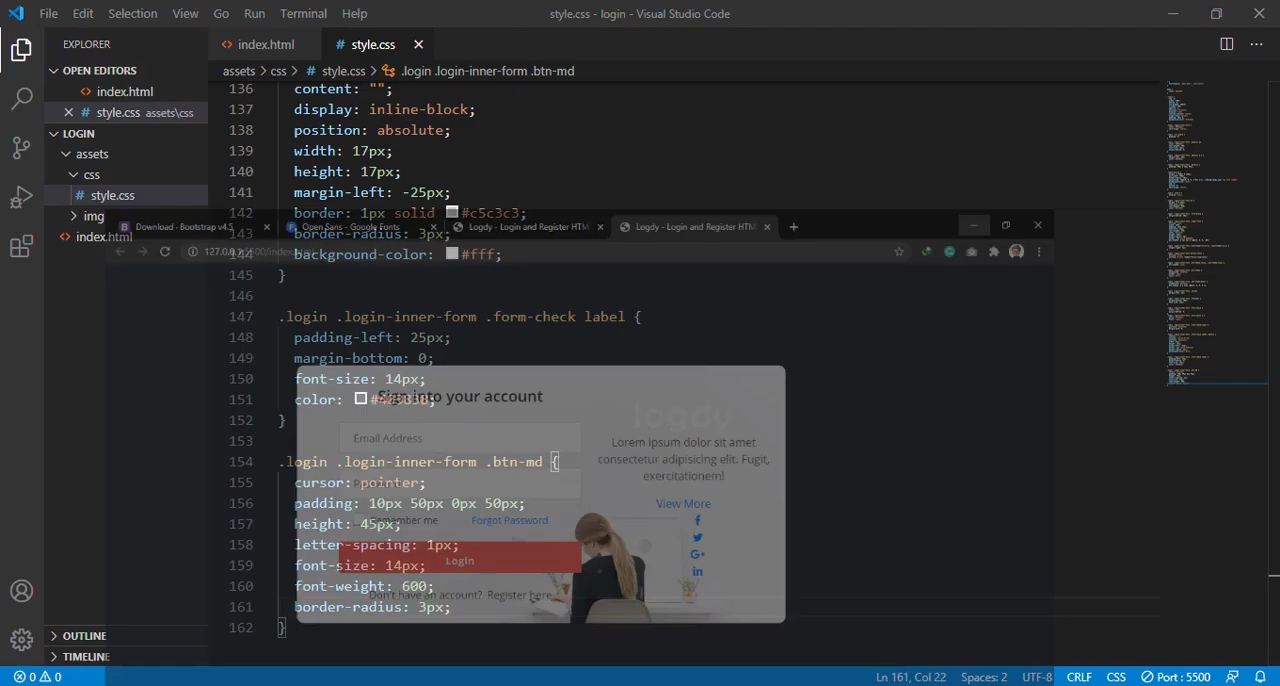 File Edit Selection View Go Run Terminal Help
style.css - login - Visual Studio Code
EXPLORER
index.html
# style.css
OPEN EDITORS
assets > css > # style.css > .login .login-inner-form .btn-md
index.html
# style.css assets\css
LOGIN
assets
css
# style.css
img
index.html
136 content: "";
137 display: inline-block;
138 position: absolute;
139 width: 17px;
140 height: 17px;
141 margin-left: -25px;
142 border: 1px solid #c5c3c3;
143 border-radius: 3px;
144 background-color: #fff;
145 }
146
147 .login .login-inner-form .form-check label {
148 padding-left: 25px;
149 margin-bottom: 0;
150 font-size: 14px;
151 color:
152 }
153
154 .login .login-inner-form .btn-md {
155 cursor: pointer;
156 padding: 10px 50px 0px 50px;
157 height: 45px;
158 letter-spacing: 1px;
159 font-size: 14px;
160 font-weight: 600;
161 border-radius: 3px;
162 }
Download · Bootstrap v4.5
Open Sans - Google Fonts
Logdy - Login and Register HTM
Logdy - Login and Register HTM
Sign into your account
Email Address
Remember me
Forgot Password
Login
Don't have an account? Register here
logdy
Lorem ipsum dolor sit amet
consectetur adipisicing elit. Fugit,
exercitationem!
View More
OUTLINE
TIMELINE
0 0
Ln 161, Col 22 Spaces: 2 UTF-8 CRLF CSS Port : 5500